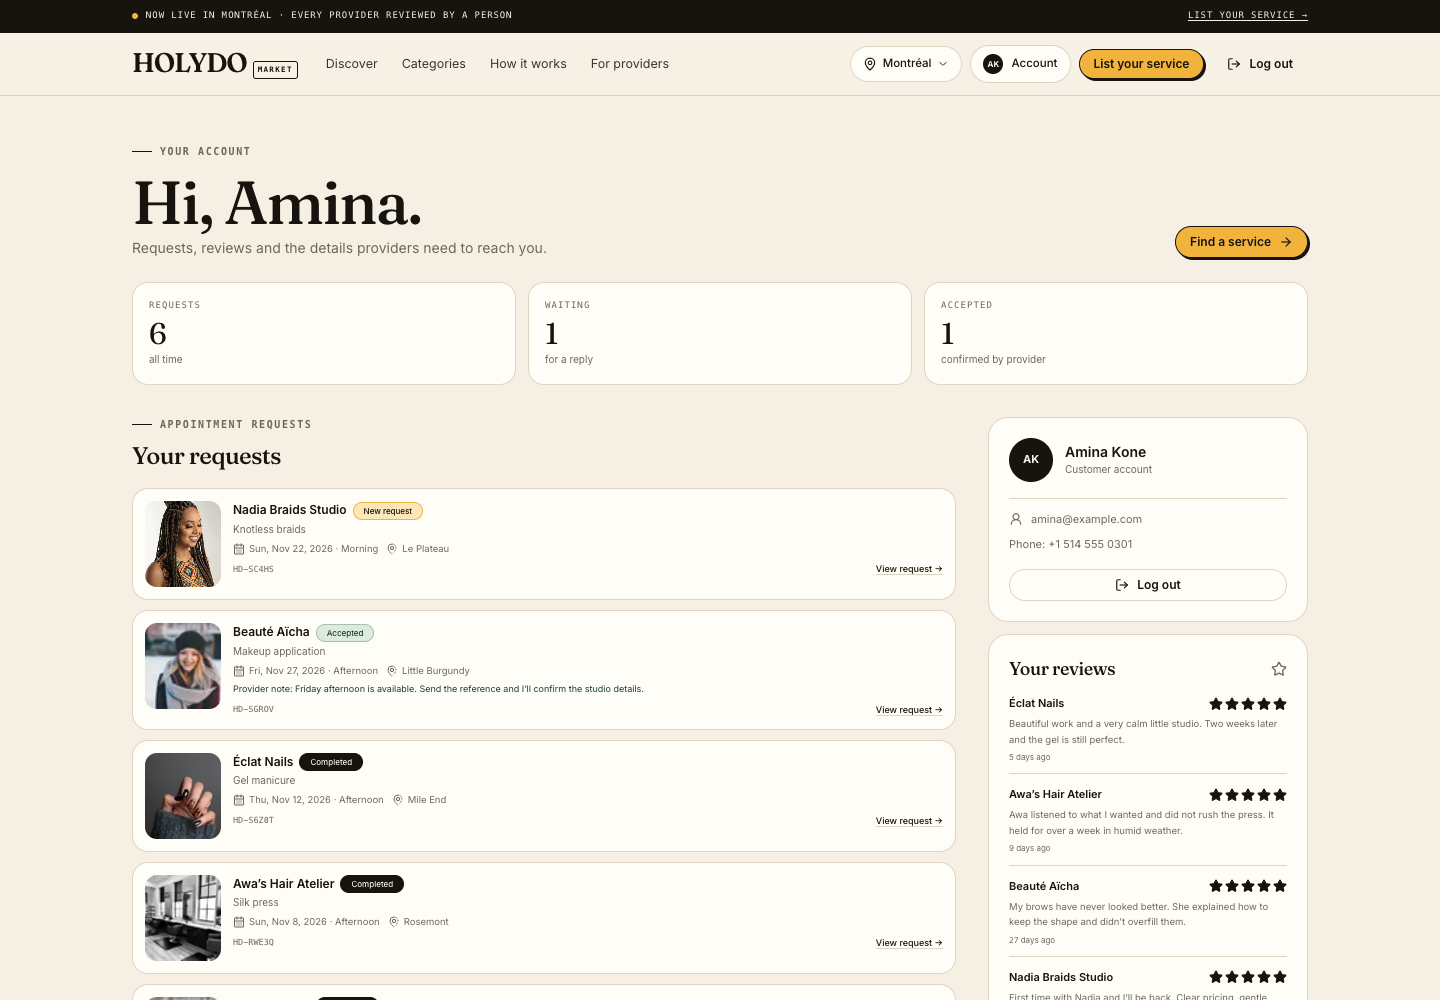 NOW LIVE IN MONTRÉAL · EVERY PROVIDER REVIEWED BY A PERSON
LIST YOUR SERVICE →
HOLYDO MARKET
Discover
Categories
How it works
For providers
Montréal
AK Account
List your service
Log out
YOUR ACCOUNT
Hi, Amina.
Requests, reviews and the details providers need to reach you.
Find a service →
REQUESTS
6
all time
WAITING
1
for a reply
ACCEPTED
1
confirmed by provider
APPOINTMENT REQUESTS
Your requests
Nadia Braids Studio New request
Knotless braids
Sun, Nov 22, 2026 · Morning Le Plateau
HD-SC4HS
View request →
Beauté Aïcha Accepted
Makeup application
Fri, Nov 27, 2026 · Afternoon Little Burgundy
Provider note: Friday afternoon is available. Send the reference and I'll confirm the studio details.
HD-SGROV
View request →
Éclat Nails Completed
Gel manicure
Thu, Nov 12, 2026 · Afternoon Mile End
HD-S6Z0T
View request →
Awa's Hair Atelier Completed
Silk press
Sun, Nov 8, 2026 · Afternoon Rosemont
HD-RWE3Q
View request →
AK
Amina Kone
Customer account
amina@example.com
Phone: +1 514 555 0301
Log out
Your reviews
Éclat Nails
Beautiful work and a very calm little studio. Two weeks later
and the gel is still perfect.
5 days ago
Awa's Hair Atelier
Awa listened to what I wanted and did not rush the press. It
held for over a week in humid weather.
9 days ago
Beauté Aïcha
My brows have never looked better. She explained how to
keep the shape and didn't overfill them.
27 days ago
Nadia Braids Studio
First time with Nadia and I'll be back. Clear pricing, gentle